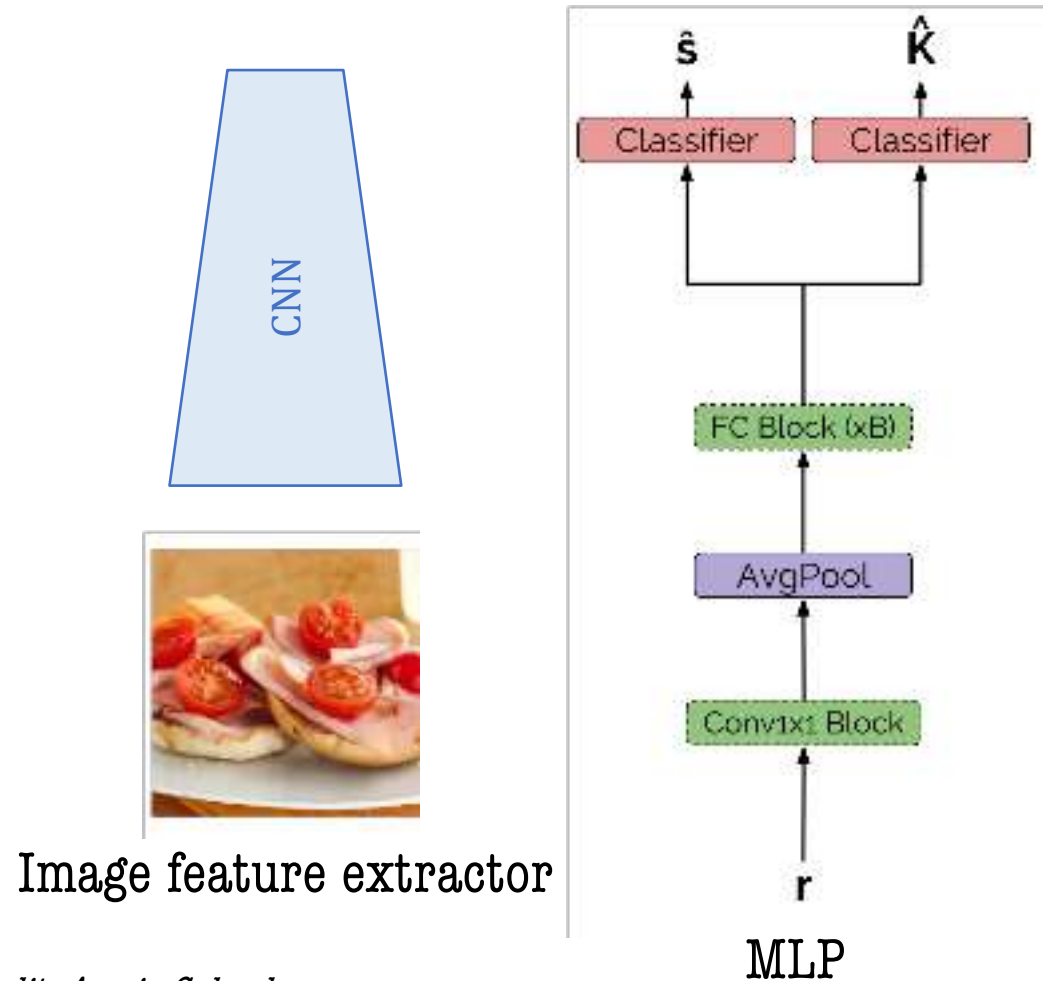 CNN
Image feature extractor
ŝ
K̂
Classifier
Classifier
FC Block (xB)
AvgPool
Conv1x1 Block
r
MLP